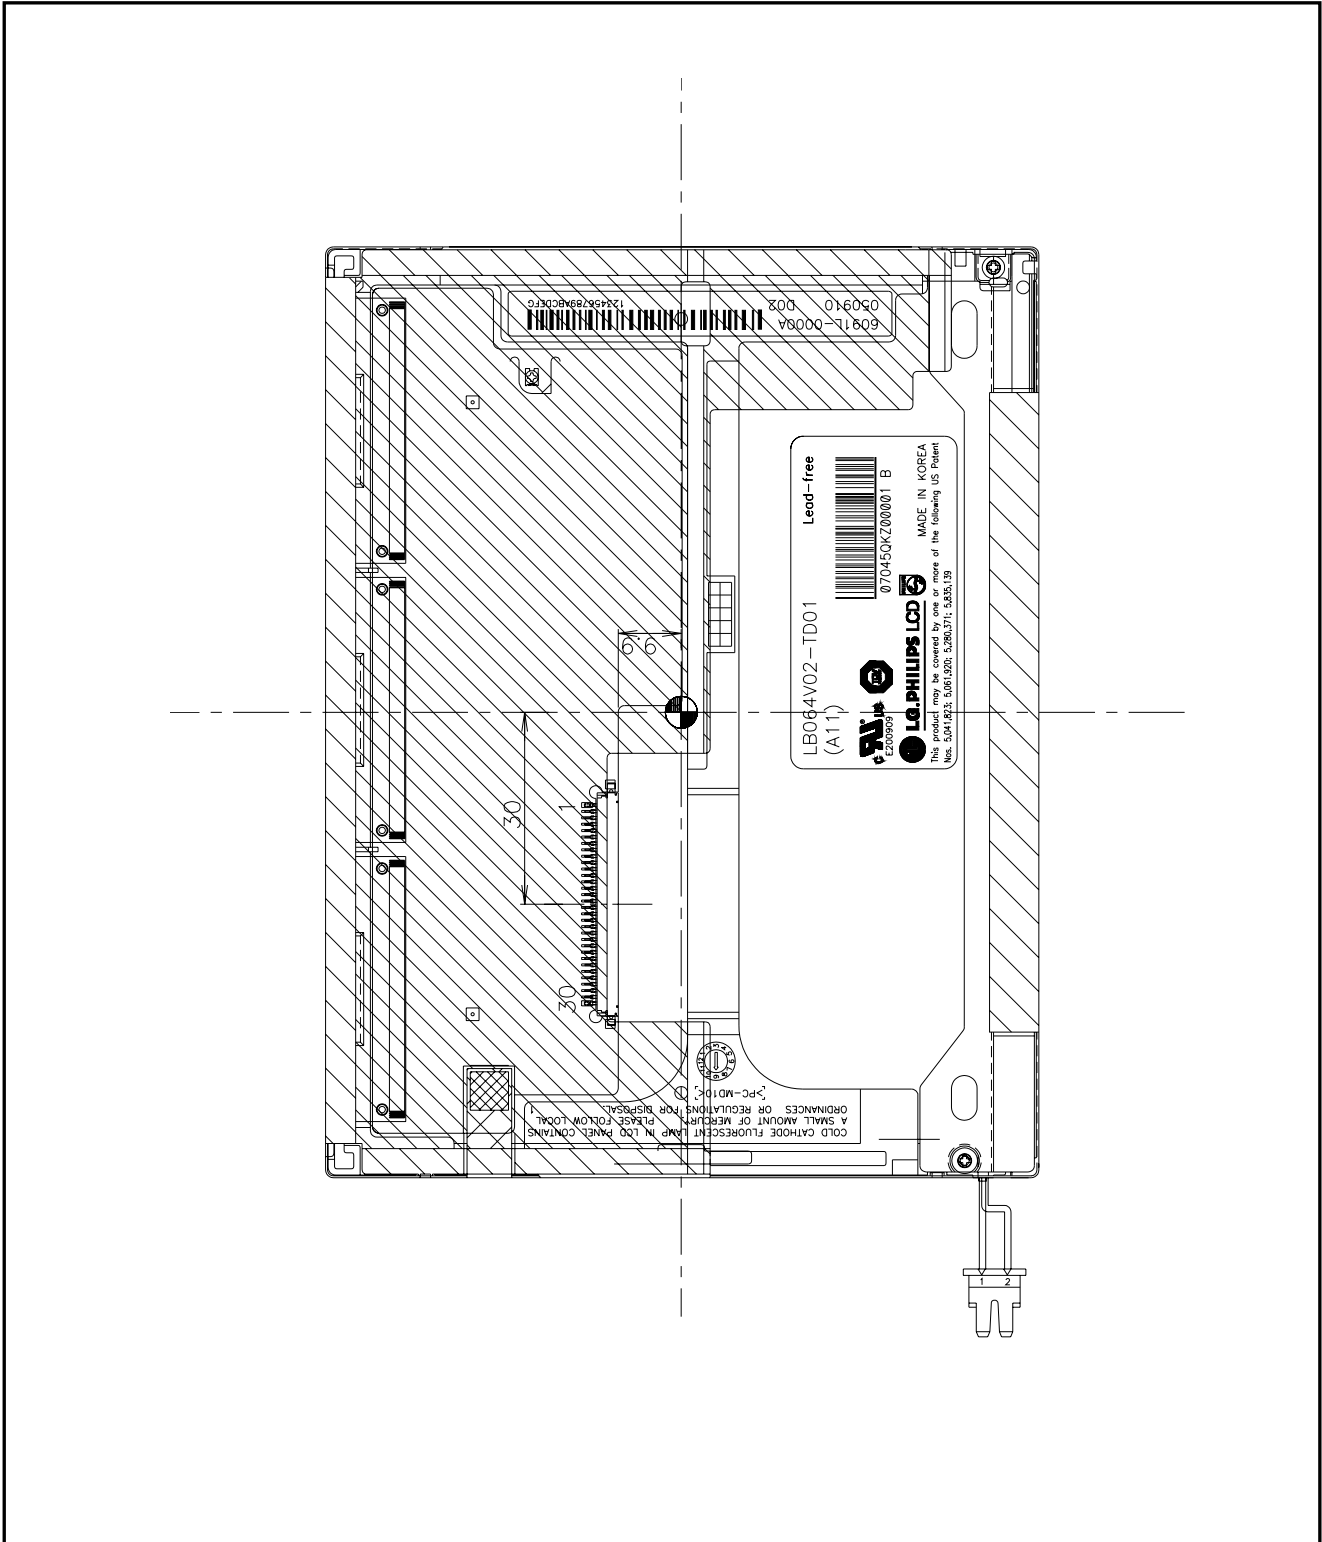 123456789ABCDEFG
050910 D02
6091L-0000A
Lead-free
07045QKZ00001 B
LB064V02-TD01
(A11)
E200909
LG.PHILIPS LCD
MADE IN KOREA
This product may be covered by one or more of the following US Patent
Nos. 5,041,823; 5,061,920; 5,280,371; 5,835,139
9.9
30
1
30
>PC-MD10<
COLD CATHODE FLUORESCENT LAMP IN LCD PANEL CONTAINS
A SMALL AMOUNT OF MERCURY. PLEASE FOLLOW LOCAL
ORDINANCES OR REGULATIONS FOR DISPOSAL.
1 2